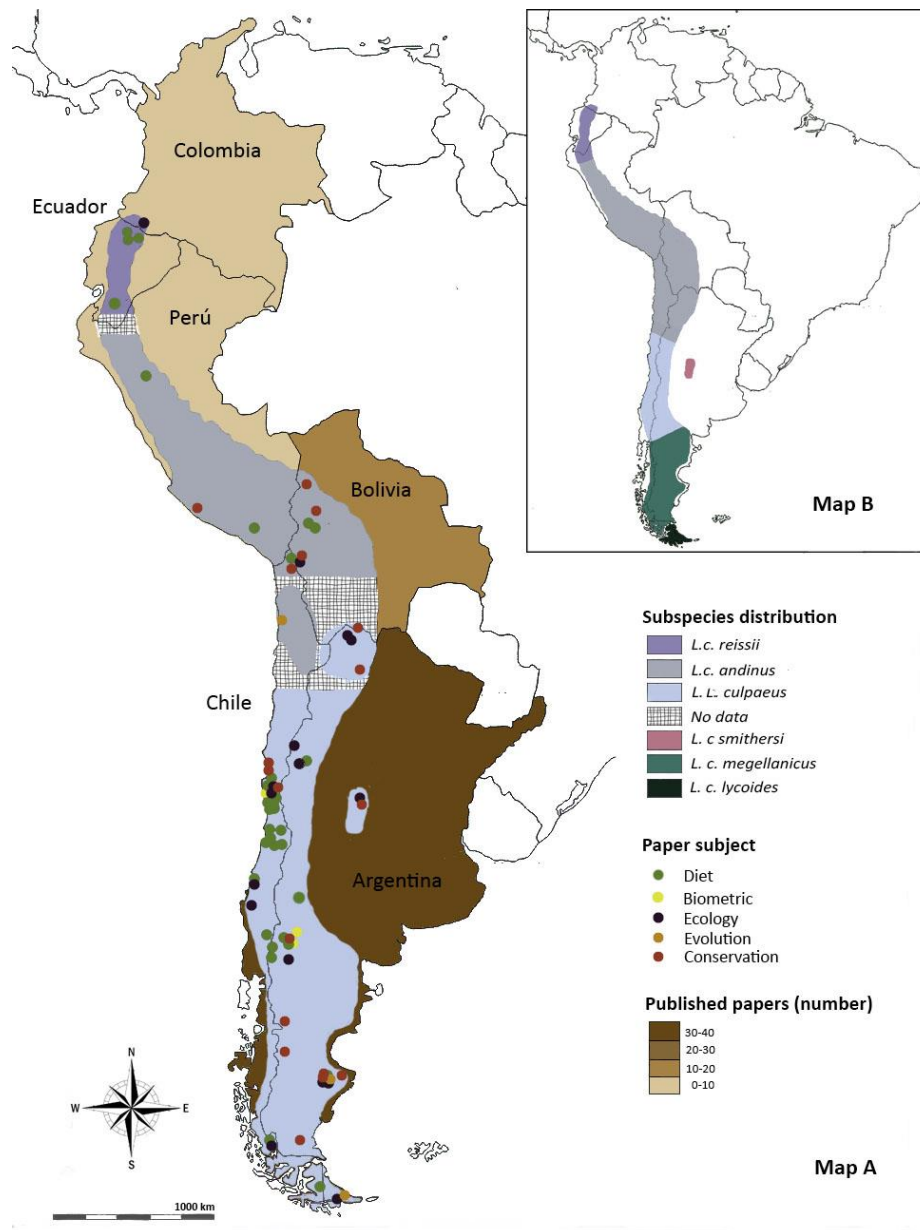 Colombia
Ecuador
Perú
Bolivia
Chile
Argentina
Map B
Subspecies distribution
L.c. reissii
L.c. andinus
L. L. culpaeus
No data
L. c smithersi
L. c. megellanicus
L. c. lycoides
Paper subject
Diet
Biometric
Ecology
Evolution
Conservation
Published papers (number)
30-40
20-30
10-20
0-10
N
W
E
S
1000 km
Map A